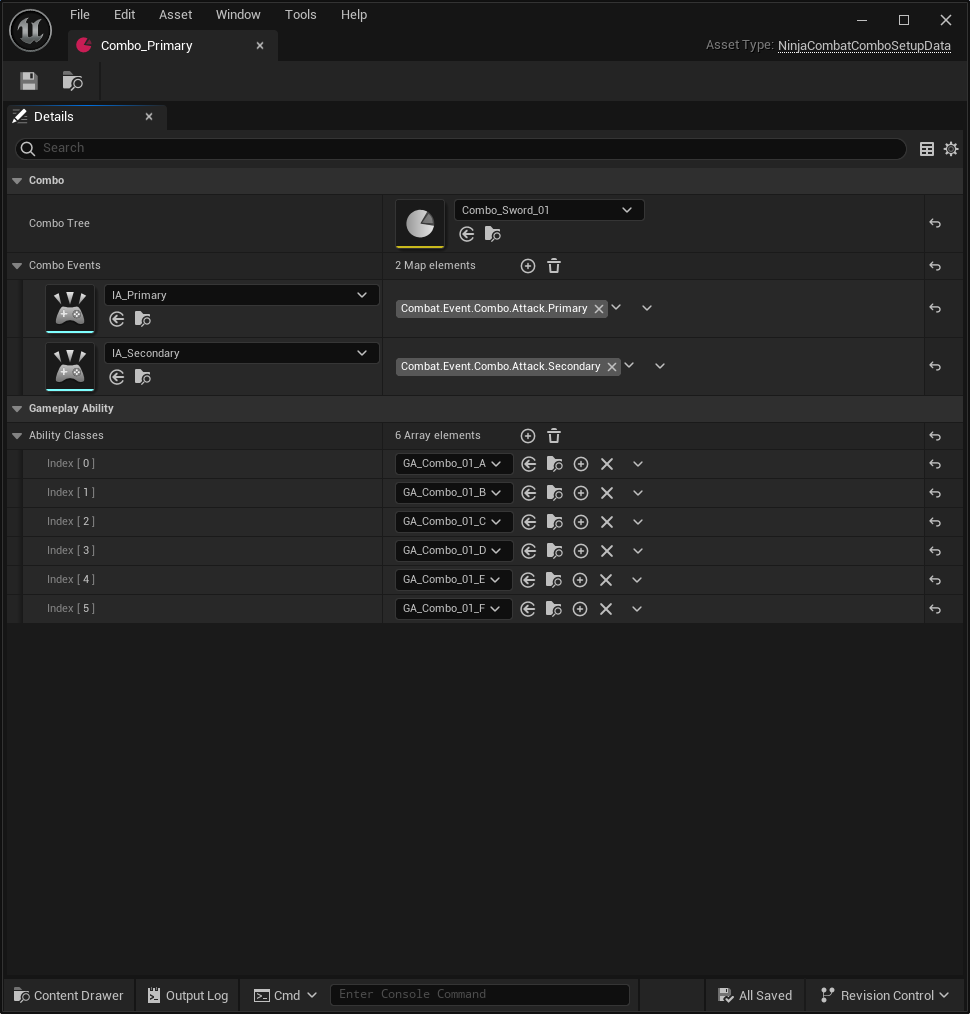 File Edit Asset Window Tools Help
Combo_Primary
Asset Type: NinjaCombatComboSetupData
Details
Search
Combo
Combo Tree
Combo_Sword_01
Combo Events
2 Map elements
IA_Primary
Combat.Event.Combo.Attack.Primary
IA_Secondary
Combat.Event.Combo.Attack.Secondary
Gameplay Ability
Ability Classes
6 Array elements
Index [ 0 ]
GA_Combo_01_A
Index [ 1 ]
GA_Combo_01_B
Index [ 2 ]
GA_Combo_01_C
Index [ 3 ]
GA_Combo_01_D
Index [ 4 ]
GA_Combo_01_E
Index [ 5 ]
GA_Combo_01_F
Content Drawer
Output Log
Cmd
Enter Console Command
All Saved
Revision Control